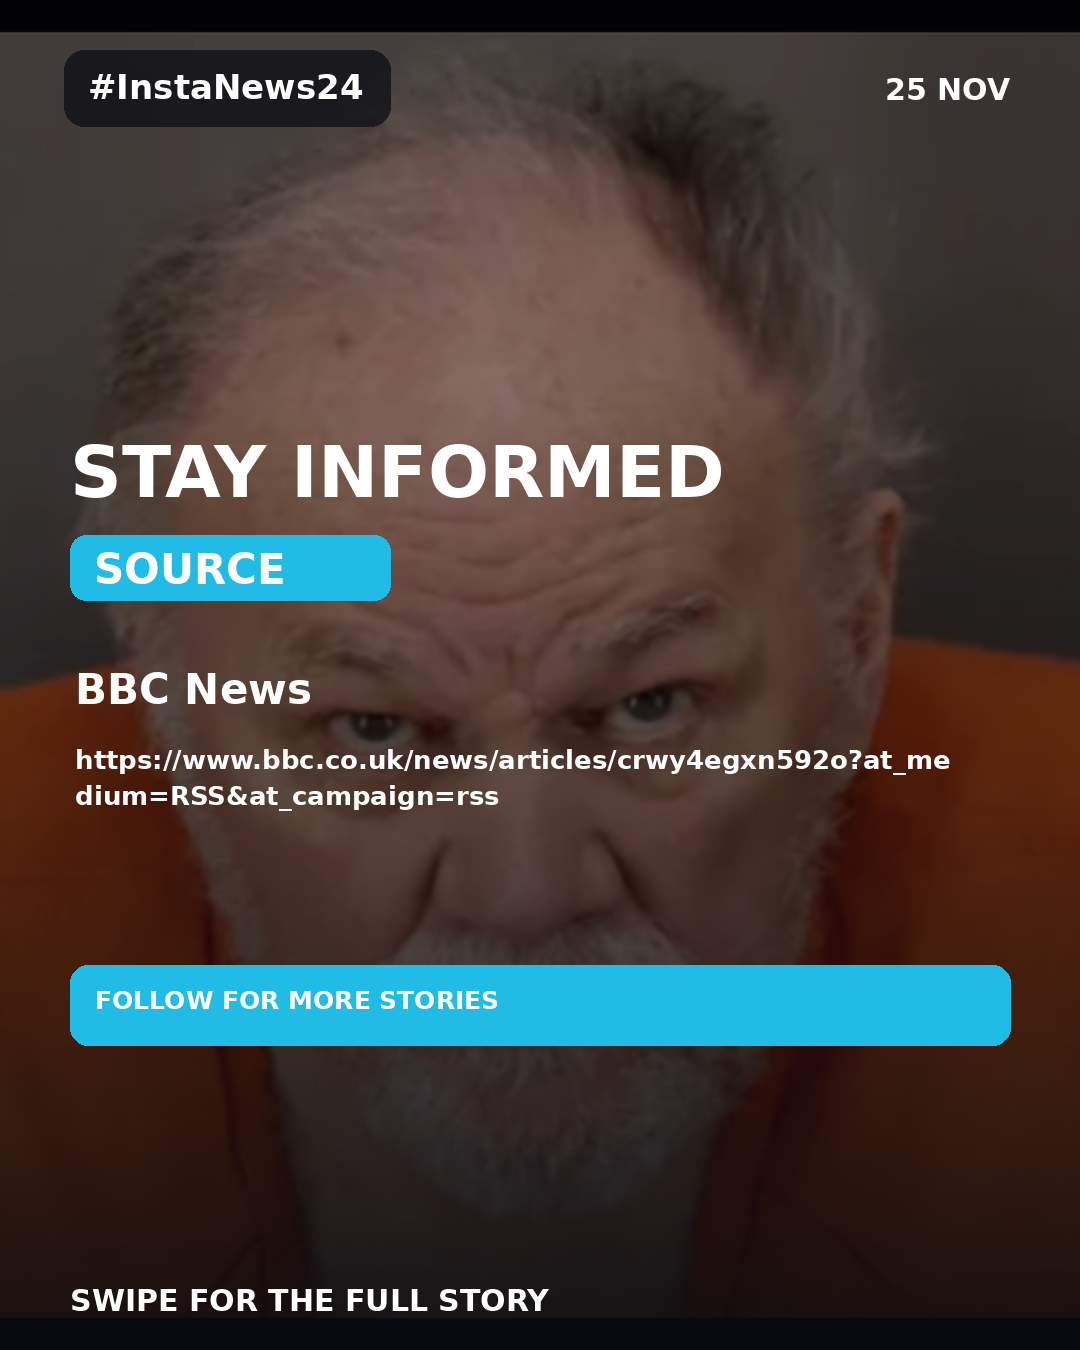 #InstaNews24
25 NOV
STAY INFORMED
SOURCE
BBC News
https://www.bbc.co.uk/news/articles/crwy4egxn592o?at_me
dium=RSS&at_campaign=rss
FOLLOW FOR MORE STORIES
SWIPE FOR THE FULL STORY